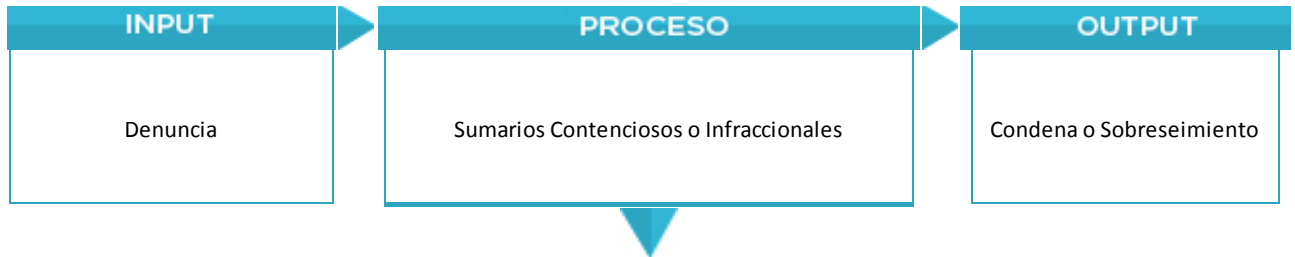 INPUT
PROCESO
OUTPUT
Denuncia
Sumarios Contenciosos o Infraccionales
Condena o Sobreseimiento